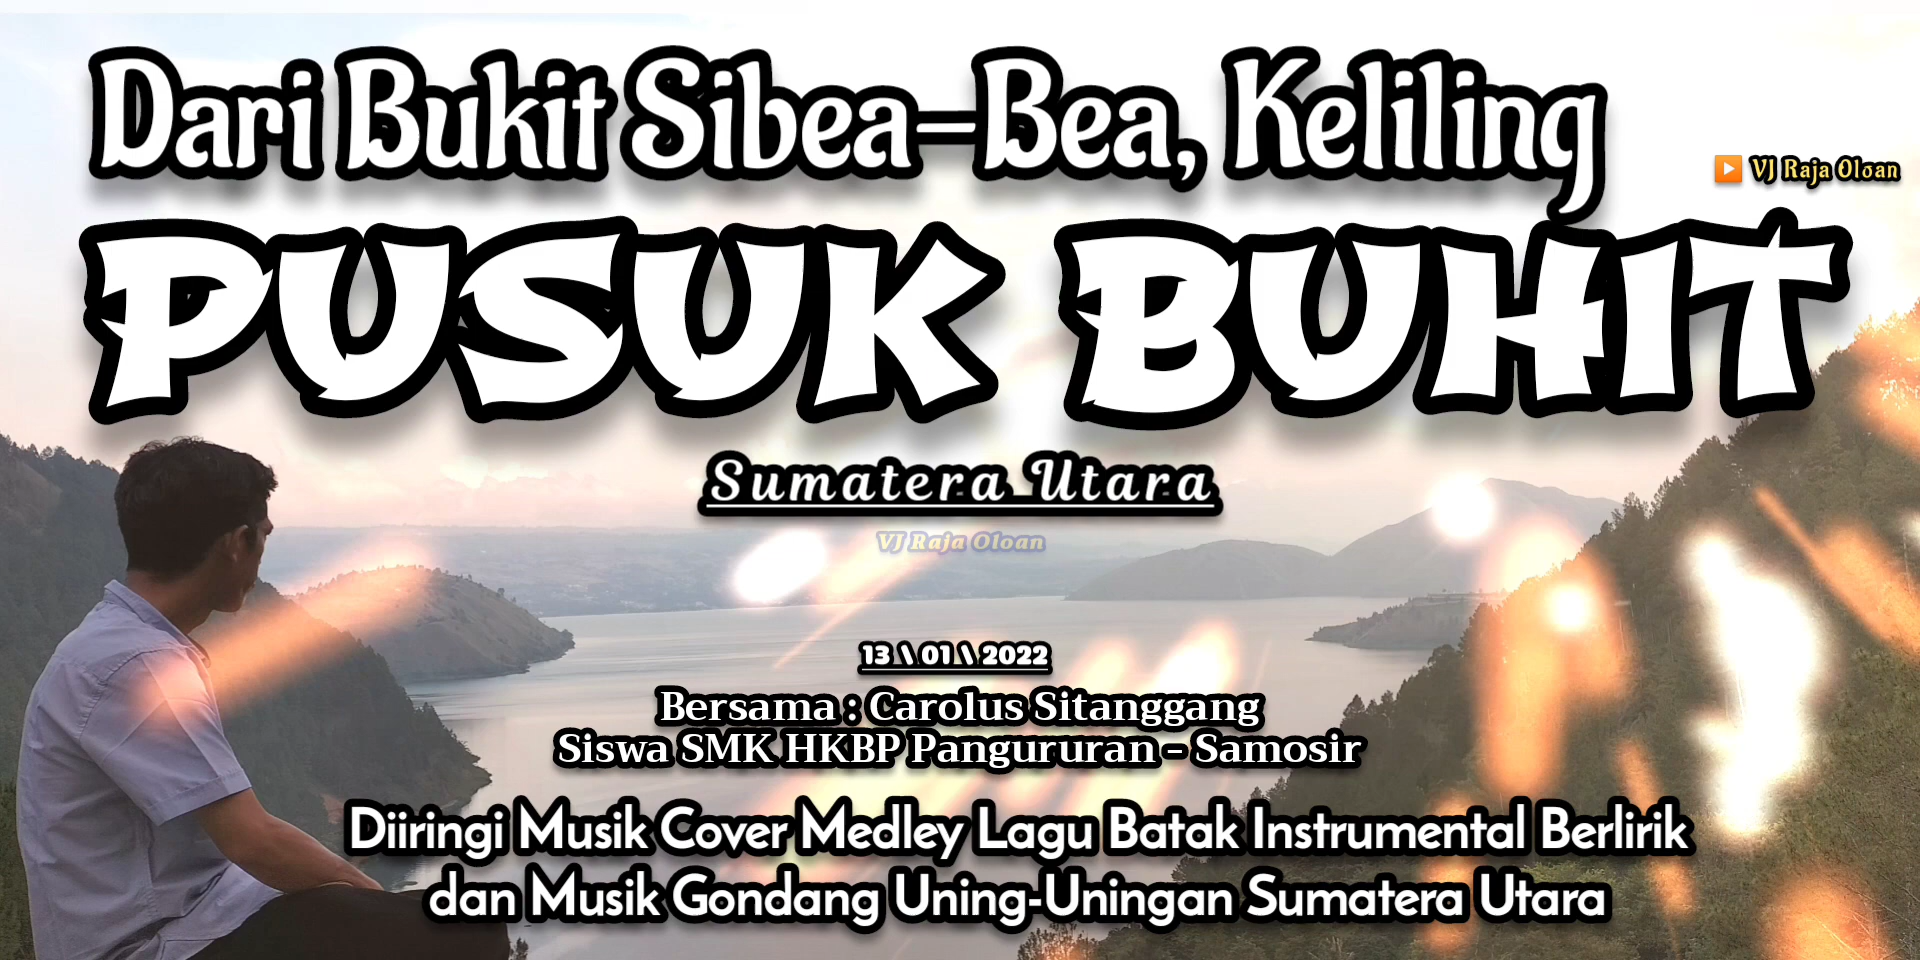 Dari Bukit Sibea-Bea, Keliling
▶ VJ Raja Oloan
PUSUK BUHIT
Sumatera Utara
VJ Raja Oloan
13 \ 01 \ 2022
Bersama : Carolus Sitanggang
Siswa SMK HKBP Pangururan - Samosir
Diiringi Musik Cover Medley Lagu Batak Instrumental Berlirik
dan Musik Gondang Uning-Uningan Sumatera Utara